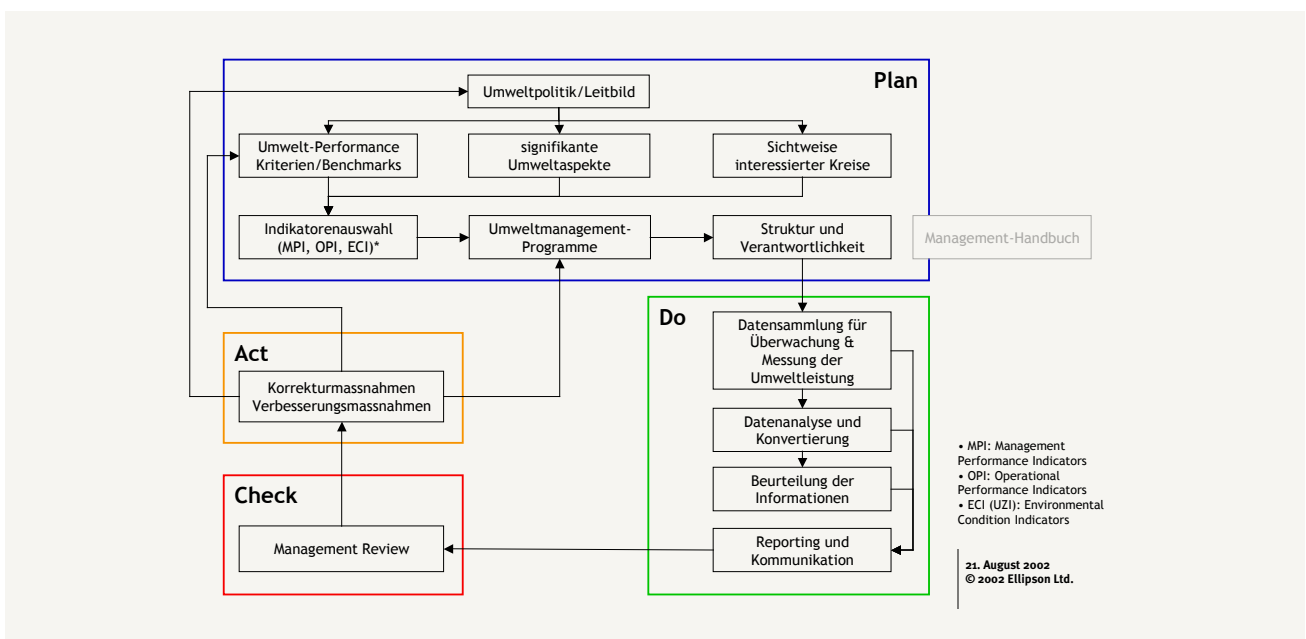 Plan
Umweltpolitik/Leitbild
Umwelt-Performance
Kriterien/Benchmarks
signifikante
Umweltaspekte
Sichtweise
interessierter Kreise
Indikatorenauswahl
(MPI, OPI, ECI)*
Umweltmanagement-
Programme
Struktur und
Verantwortlichkeit
Management-Handbuch
Do
Datensammlung für
Überwachung &
Messung der
Umweltleistung
Act
Korrekturmassnahmen
Verbesserungsmassnahmen
Datenanalyse und
Konvertierung
Beurteilung der
Informationen
Check
Management Review
Reporting und
Kommunikation
• MPI: Management
Performance Indicators
• OPI: Operational
Performance Indicators
• ECI (UZI): Environmental
Condition Indicators
21. August 2002
© 2002 Ellipson Ltd.